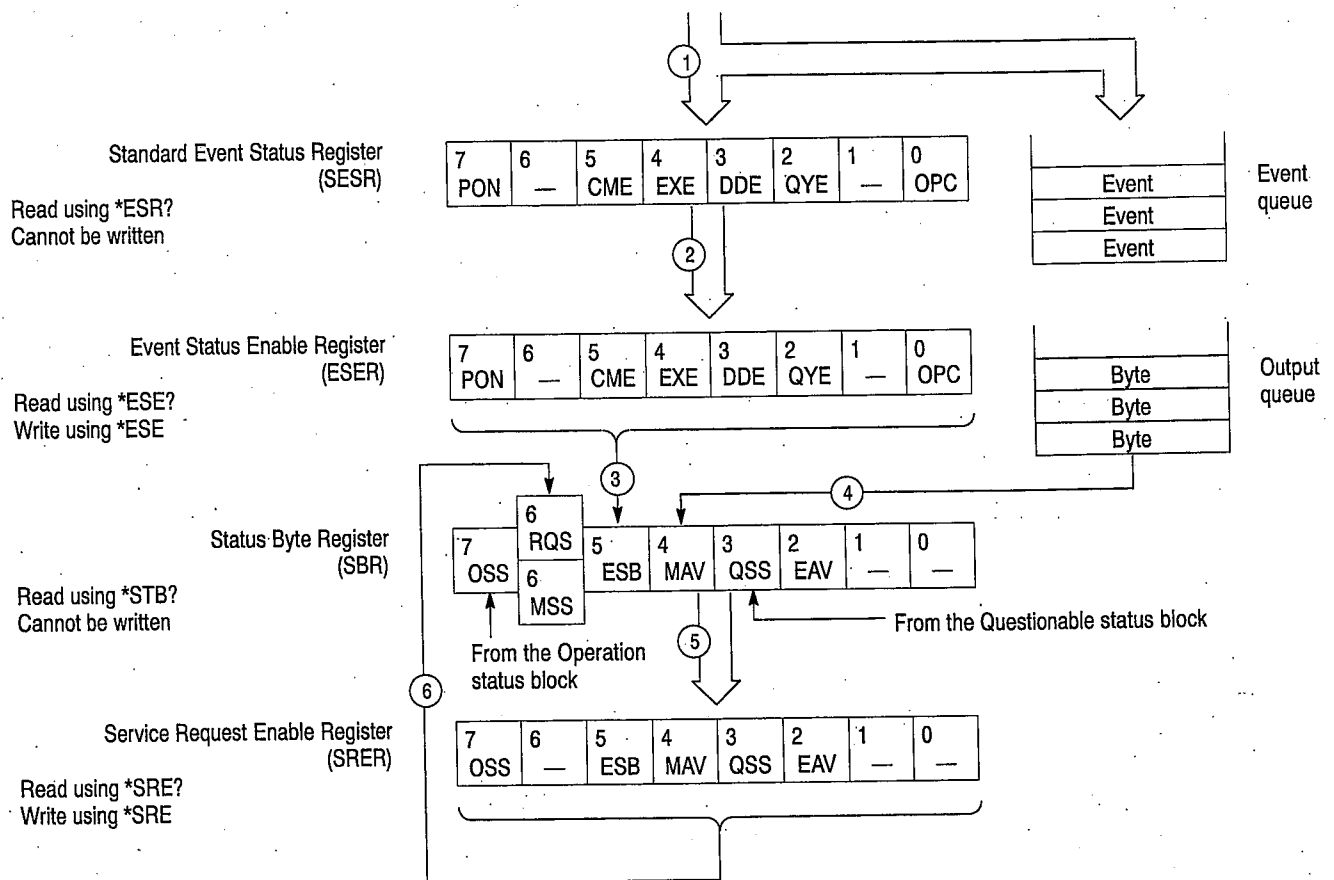 1
Standard Event Status Register
(SESR)
7 6 5 4 3 2 1 0
PON — CME EXE DDE QYE — OPC
Read using *ESR?
Cannot be written
Event
Event
Event
Event
queue
2
Event Status Enable Register
(ESER)
7 6 5 4 3 2 1 0
PON — CME EXE DDE QYE — OPC
Read using *ESE?
Write using *ESE
Byte
Byte
Byte
Output
queue
3
4
Status Byte Register
(SBR)
7 6 5 4 3 2 1 0
OSS RQS ESB MAV QSS EAV — —
6
MSS
Read using *STB?
Cannot be written
From the Operation
status block
5
From the Questionable status block
6
Service Request Enable Register
(SRER)
7 6 5 4 3 2 1 0
OSS — ESB MAV QSS EAV — —
Read using *SRE?
Write using *SRE